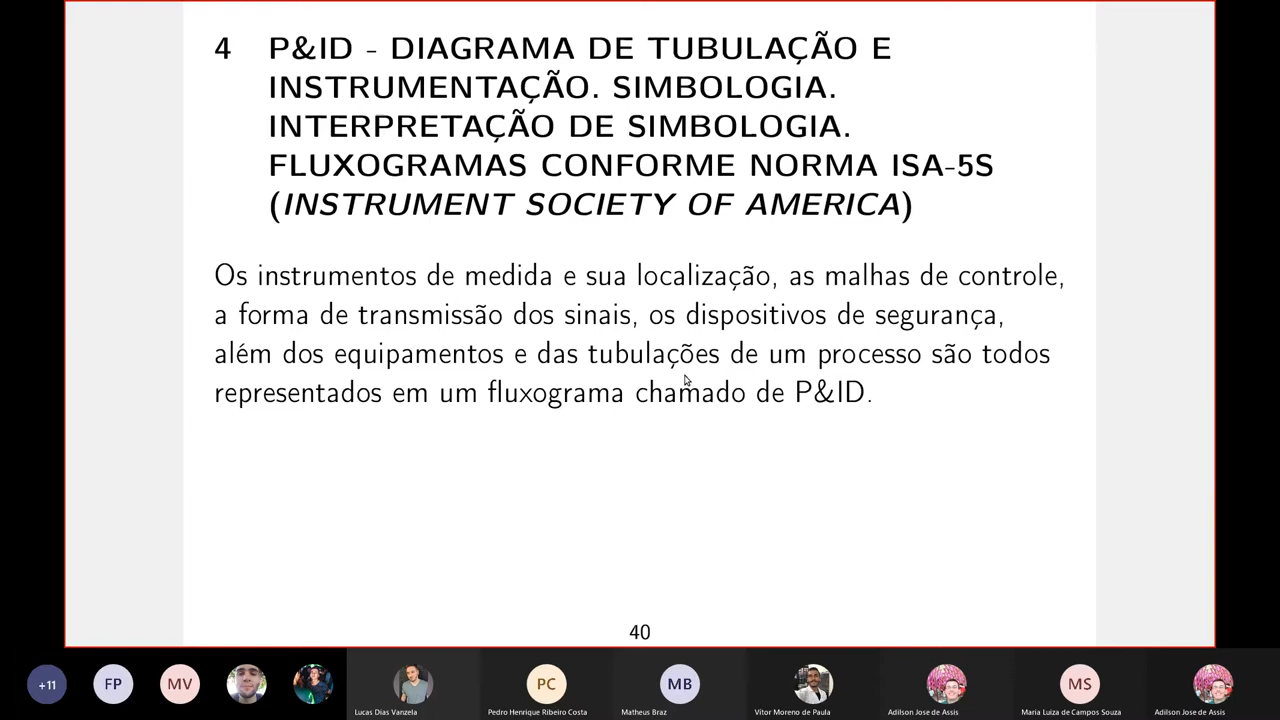 4 P&ID - DIAGRAMA DE TUBULAÇÃO E
INSTRUMENTAÇÃO. SIMBOLOGIA.
INTERPRETAÇÃO DE SIMBOLOGIA.
FLUXOGRAMAS CONFORME NORMA ISA-5S
(INSTRUMENT SOCIETY OF AMERICA)
Os instrumentos de medida e sua localização, as malhas de controle,
a forma de transmissão dos sinais, os dispositivos de segurança,
além dos equipamentos e das tubulações de um processo são todos
representados em um fluxograma chamado de P&ID.
40
+11 FP MV PC MB MS
Lucas Dias Vanzela Pedro Henrique Ribeiro Costa Matheus Braz Vítor Moreno de Paula Adilson Jose de Assis Maria Luiza de Campos Souza Adilson Jose de Assis